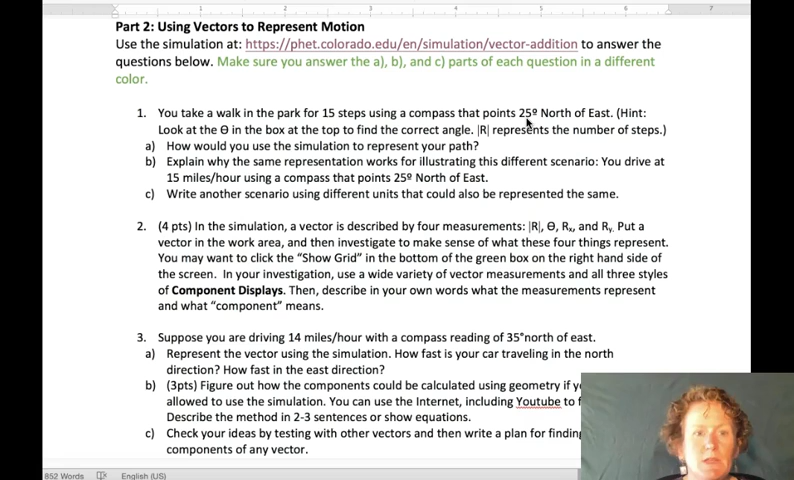 1 2 3 6 7
Part 2: Using Vectors to Represent Motion
Use the simulation at: https://phet.colorado.edu/en/simulation/vector-addition to answer the
questions below. Make sure you answer the a), b), and c) parts of each question in a different
color.
1. You take a walk in the park for 15 steps using a compass that points 25º North of East. (Hint:
Look at the Ө in the box at the top to find the correct angle. |R| represents the number of steps.)
a) How would you use the simulation to represent your path?
b) Explain why the same representation works for illustrating this different scenario: You drive at
15 miles/hour using a compass that points 25º North of East.
c) Write another scenario using different units that could also be represented the same.
2. (4 pts) In the simulation, a vector is described by four measurements: |R|, Ө, Rx, and Ry. Put a
vector in the work area, and then investigate to make sense of what these four things represent.
You may want to click the “Show Grid” in the bottom of the green box on the right hand side of
the screen. In your investigation, use a wide variety of vector measurements and all three styles
of Component Displays. Then, describe in your own words what the measurements represent
and what “component” means.
3. Suppose you are driving 14 miles/hour with a compass reading of 35°north of east.
a) Represent the vector using the simulation. How fast is your car traveling in the north
direction? How fast in the east direction?
b) (3pts) Figure out how the components could be calculated using geometry if
allowed to use the simulation. You can use the Internet, including Youtube to
Describe the method in 2-3 sentences or show equations.
c) Check your ideas by testing with other vectors and then write a plan for finding
components of any vector.
852 Words English (US)